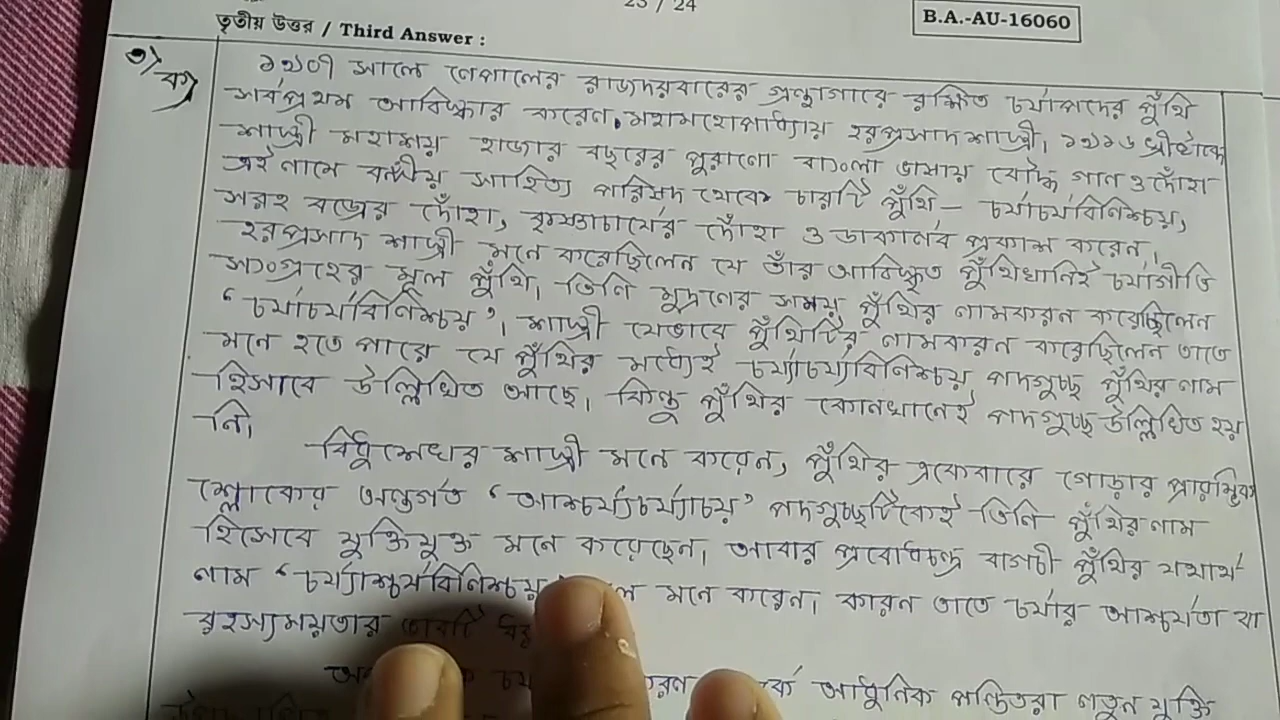 23 / 24
B.A.-AU-16060
তৃতীয় উত্তর / Third Answer :
৩) ক)
১৯০৭ সালে নেপালের রাজদরবারের গ্রন্থাগারে রক্ষিত চর্যাপদের পুঁথি
সর্বপ্রথম আবিষ্কার করেন মহামহোপাধ্যায় হরপ্রসাদ শাস্ত্রী। ১৯১৬ খ্রীষ্টাব্দে
শাস্ত্রী মহাশয় হাজার বছরের পুরাণো বাংলা ভাষায় বৌদ্ধ গান ও দোঁহা
এই নামে বঙ্গীয় সাহিত্য পরিষদ থেকে চারটি পুঁথি – চর্যাচর্যবিনিশ্চয়,
সরহ বজ্রের দোঁহা, কৃষ্ণাচার্যের দোঁহা ও ডাকার্ণব প্রকাশ করেন।
হরপ্রসাদ শাস্ত্রী মনে করেছিলেন যে তাঁর আবিষ্কৃত পুঁথিখানিই চর্যাগীতি
সংগ্রহের মূল পুঁথি। তিনি মুদ্রণের সময় পুঁথির নামকরন করেছিলেন
‘চর্যাচর্যবিনিশ্চয়’। শাস্ত্রী যেভাবে পুঁথিটির নামকরন করেছিলেন তাতে
মনে হতে পারে যে পুঁথির মধ্যেই চর্য্যাচর্য্যবিনিশ্চয় পদগুচ্ছ পুঁথির নাম
হিসাবে উল্লিখিত আছে। কিন্তু পুঁথির কোনখানেই পদগুচ্ছ উল্লিখিত হয়
নি।
বিধুশেখর শাস্ত্রী মনে করেন, পুঁথির একেবারে গোড়ার প্রারম্ভিক
শ্লোকের অন্তর্গত ‘আশ্চর্য্যচর্য্যাচয়’ পদগুচ্ছটিকেই তিনি পুঁথির নাম
হিসেবে যুক্তিযুক্ত মনে করেছেন। আবার প্রবোধচন্দ্র বাগচী পুঁথির যথার্থ
নাম ‘চর্য্যাশ্চর্যবিনিশ্চয় মনে করেন। কারন তাতে চর্যার আশ্চর্যতা বা
রহস্যময়তার ভাবটি
আধুনিক পণ্ডিতরা নতুন যুক্তি